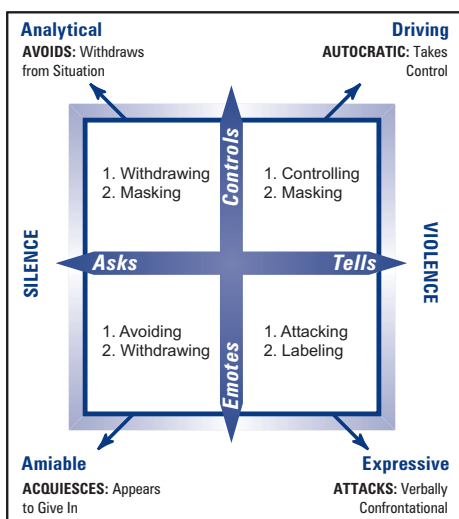 Analytical
AVOIDS: Withdraws
from Situation
Driving
AUTOCRATIC: Takes
Control
1. Withdrawing
2. Masking
Controls
1. Controlling
2. Masking
SILENCE
Asks
Tells
VIOLENCE
1. Avoiding
2. Withdrawing
Emotes
1. Attacking
2. Labeling
Amiable
ACQUIESCES: Appears
to Give In
Expressive
ATTACKS: Verbally
Confrontational